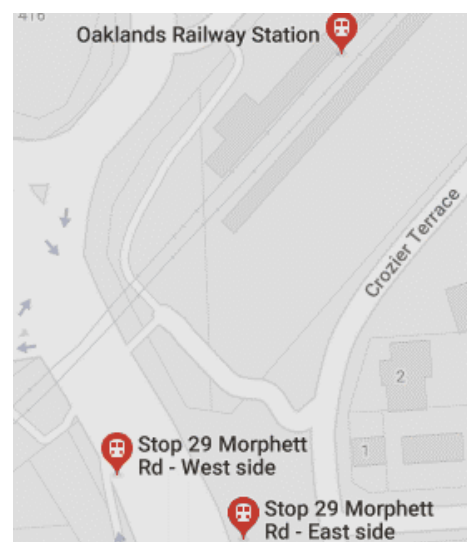 416
Oaklands Railway Station
Crozier Terrace
2
1
Stop 29 Morphett
Rd - West side
Stop 29 Morphett
Rd - East side